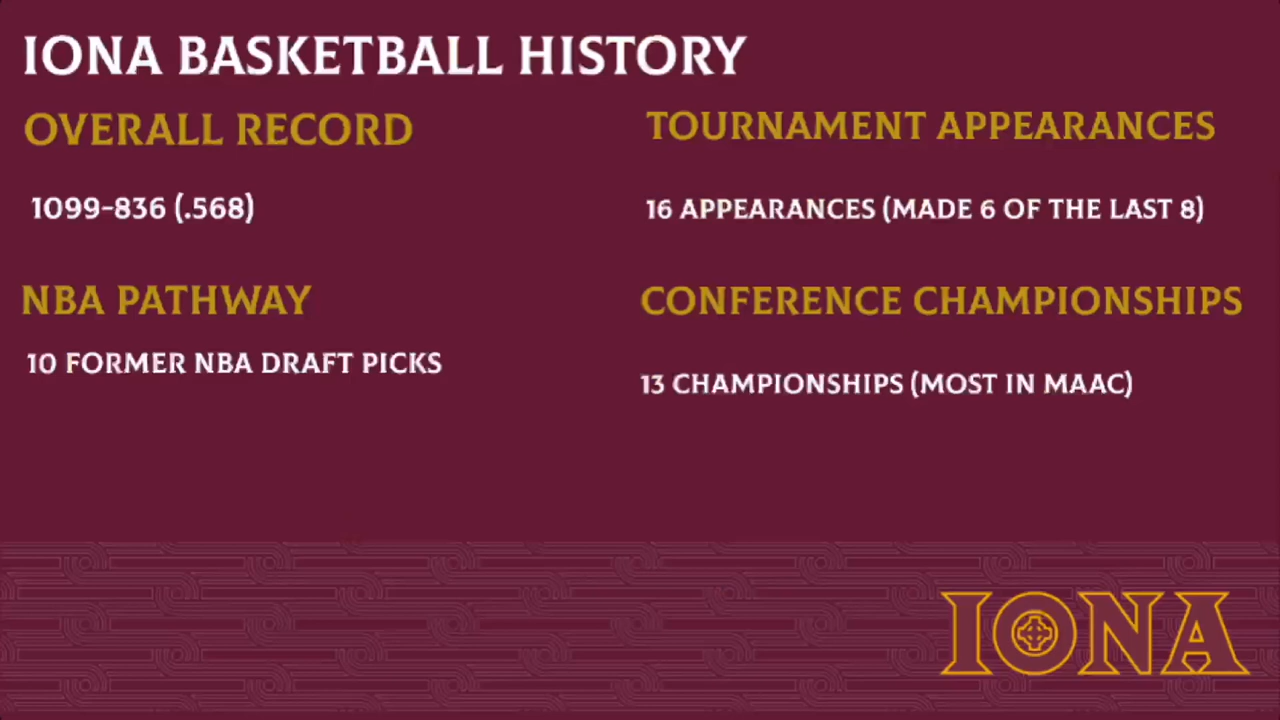 IONA BASKETBALL HISTORY
OVERALL RECORD
1099-836 (.568)
NBA PATHWAY
10 FORMER NBA DRAFT PICKS
TOURNAMENT APPEARANCES
16 APPEARANCES (MADE 6 OF THE LAST 8)
CONFERENCE CHAMPIONSHIPS
13 CHAMPIONSHIPS (MOST IN MAAC)
IONA